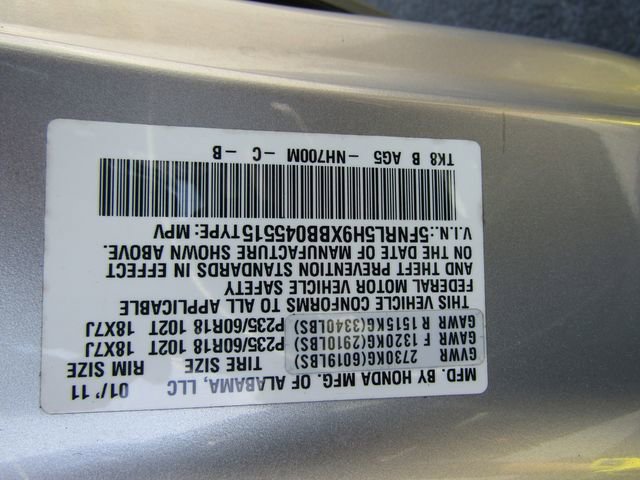 MFD. BY HONDA MFG. OF ALABAMA, LLC 01/'11
GVWR 2730KG(6019LBS) TIRE SIZE RIM SIZE
GAWR F 1320KG(2910LBS) P235/60R18 102T 18X7J
GAWR R 1515KG(3340LBS) P235/60R18 102T 18X7J
THIS VEHICLE CONFORMS TO ALL APPLICABLE
FEDERAL MOTOR VEHICLE SAFETY
AND THEFT PREVENTION STANDARDS IN EFFECT
ON THE DATE OF MANUFACTURE SHOWN ABOVE.
V.I.N.:5FNRL5H9XBB045515 TYPE: MPV
TK8 B AG5 -NH700M - C - B